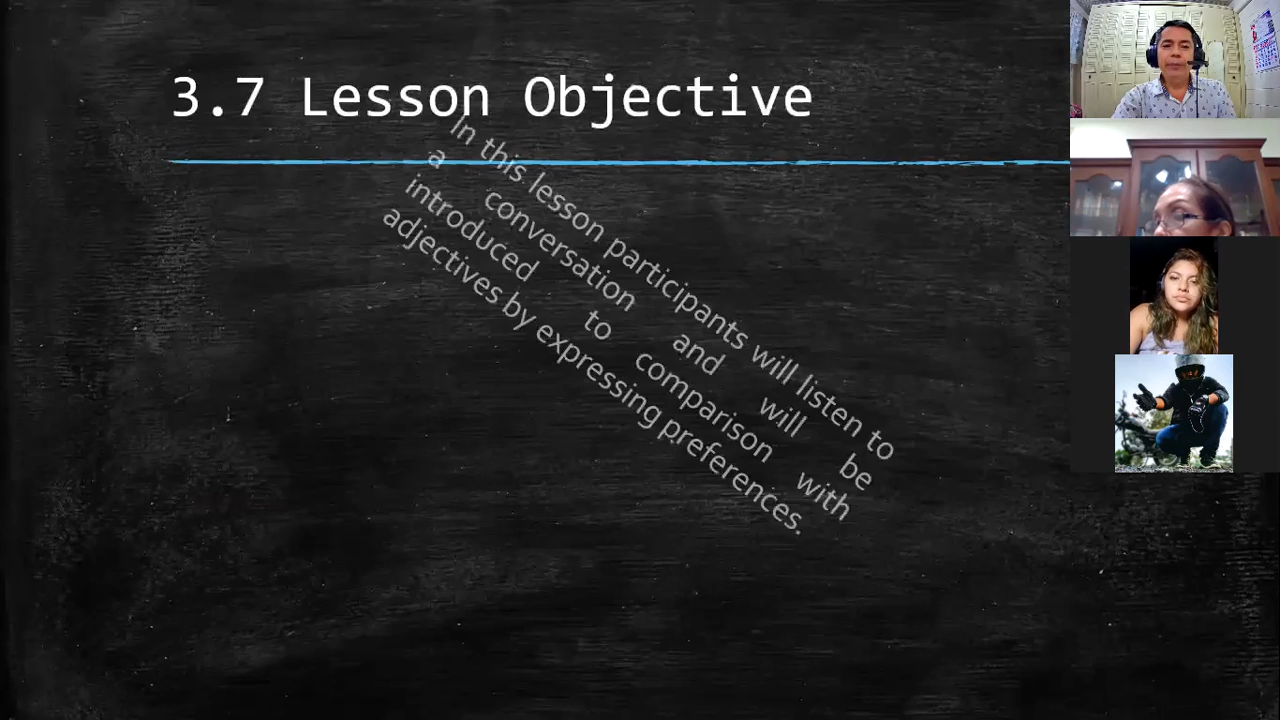 3.7 Lesson Objective
In this lesson participants will listen to
a conversation and will be
introduced to comparison with
adjectives by expressing preferences.